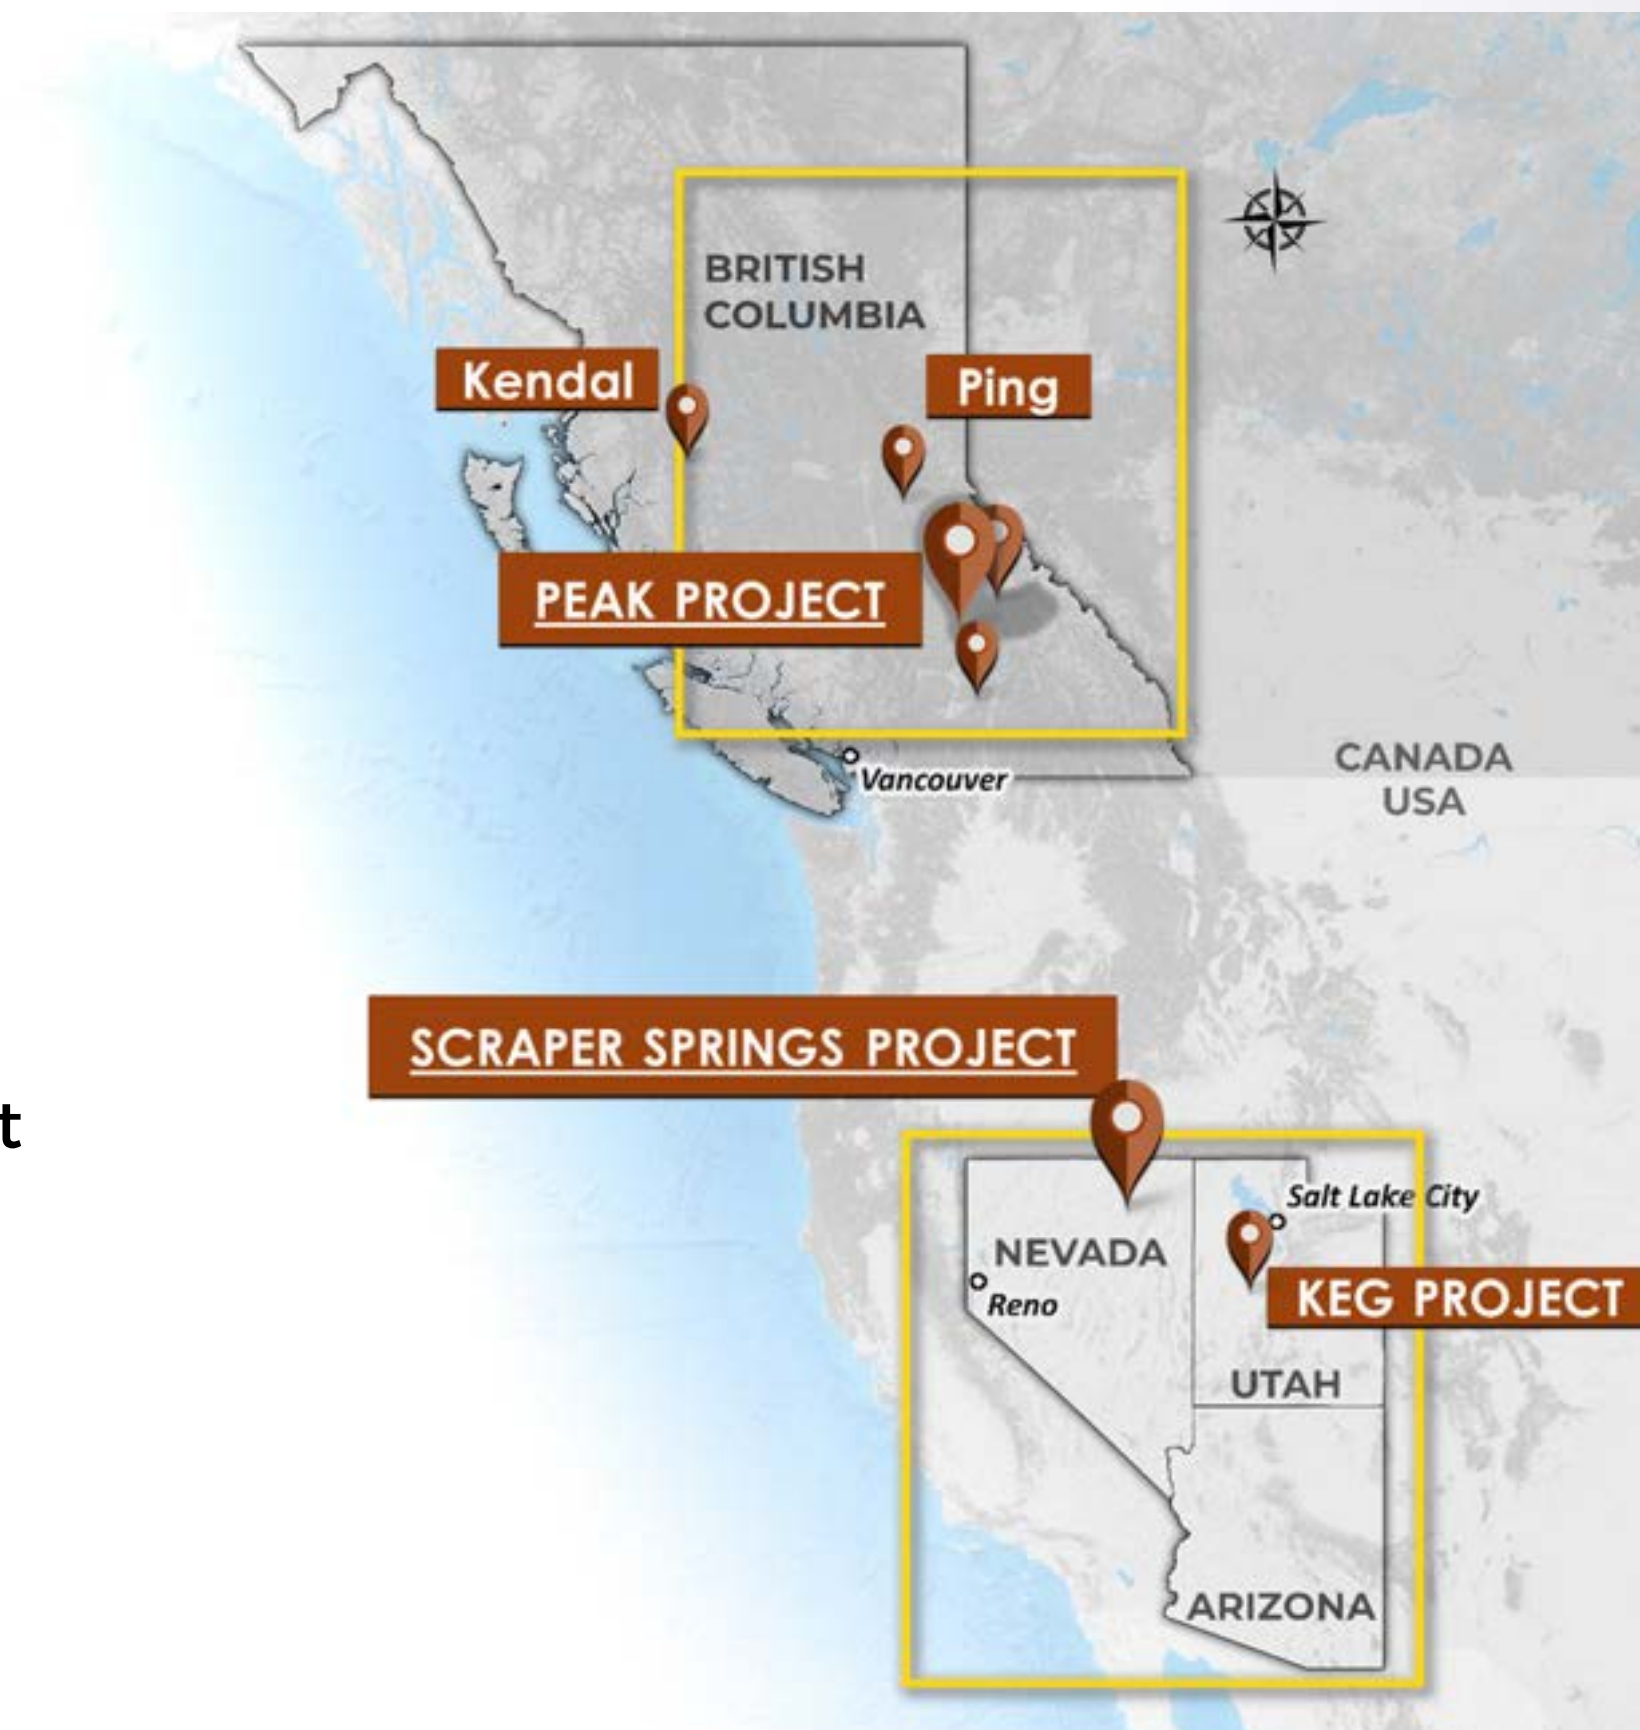 BRITISH
COLUMBIA
Kendal
Ping
PEAK PROJECT
CANADA
USA
Vancouver
SCRAPER SPRINGS PROJECT
t
Salt Lake City
NEVADA
Reno
KEG PROJECT
UTAH
ARIZONA